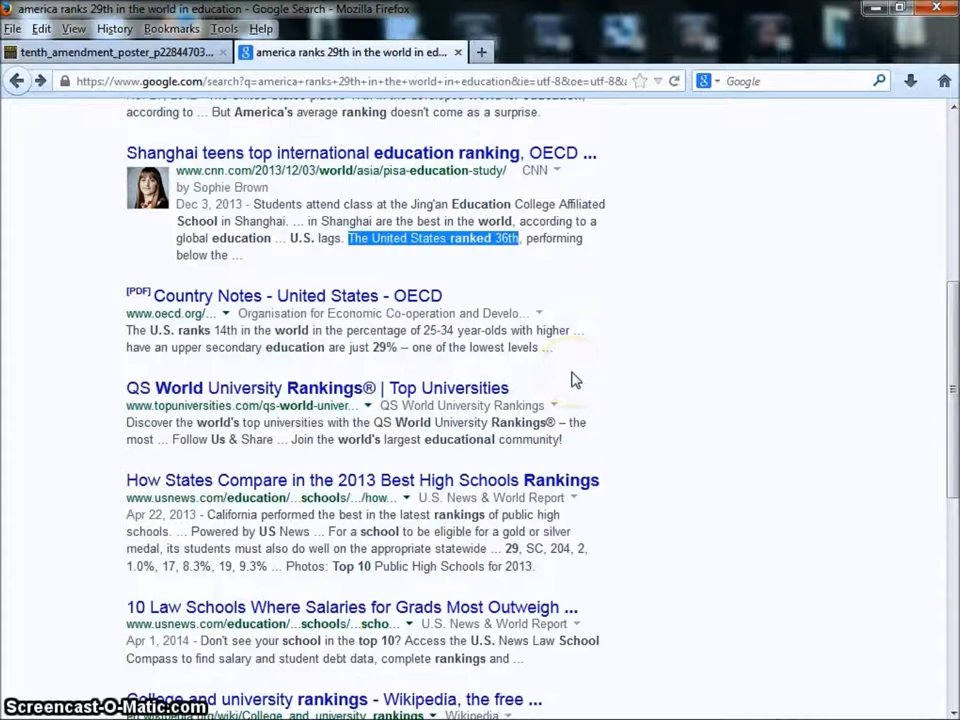 america ranks 29th in the world in education - Google Search - Mozilla Firefox
File Edit View History Bookmarks Tools Help
tenth_amendment_poster_p22844703... × america ranks 29th in the world in ed... × +
https://www.google.com/search?q=america+ranks+29th+in+the+world+in+education&ie=utf-8&oe=utf-8& Google
according to ... But America's average ranking doesn't come as a surprise.
Shanghai teens top international education ranking, OECD ...
www.cnn.com/2013/12/03/world/asia/pisa-education-study/ CNN
by Sophie Brown
Dec 3, 2013 - Students attend class at the Jing'an Education College Affiliated
School in Shanghai. ... in Shanghai are the best in the world, according to a
global education ... U.S. lags. The United States ranked 36th, performing
below the ...
[PDF] Country Notes - United States - OECD
www.oecd.org/... Organisation for Economic Co-operation and Develo...
The U.S. ranks 14th in the world in the percentage of 25-34 year-olds with higher ...
have an upper secondary education are just 29% -- one of the lowest levels ...
QS World University Rankings® | Top Universities
www.topuniversities.com/qs-world-univer... QS World University Rankings
Discover the world's top universities with the QS World University Rankings® – the
most ... Follow Us & Share ... Join the world's largest educational community!
How States Compare in the 2013 Best High Schools Rankings
www.usnews.com/education/...schools/.../how... U.S. News & World Report
Apr 22, 2013 - California performed the best in the latest rankings of public high
schools. ... Powered by US News ... For a school to be eligible for a gold or silver
medal, its students must also do well on the appropriate statewide ... 29, SC, 204, 2,
1.0%, 17, 8.3%, 19, 9.3% ... Photos: Top 10 Public High Schools for 2013.
10 Law Schools Where Salaries for Grads Most Outweigh ...
www.usnews.com/education/...schools/...scho... U.S. News & World Report
Apr 1, 2014 - Don't see your school in the top 10? Access the U.S. News Law School
Compass to find salary and student debt data, complete rankings and ...
College and university rankings - Wikipedia, the free ...
en.wikipedia.org/wiki/College_and_university_rankings Wikipedia
Screencast-O-Matic.com